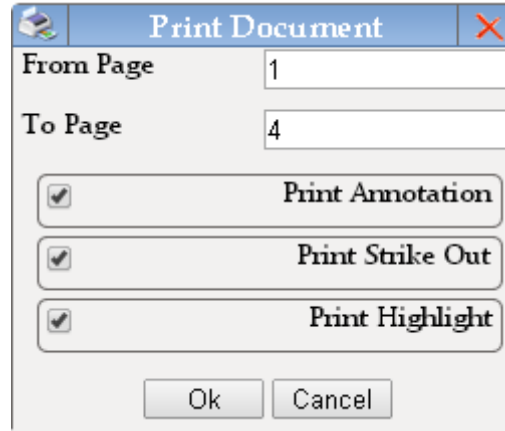 Print Document
From Page 1
To Page 4
Print Annotation
Print Strike Out
Print Highlight
Ok Cancel